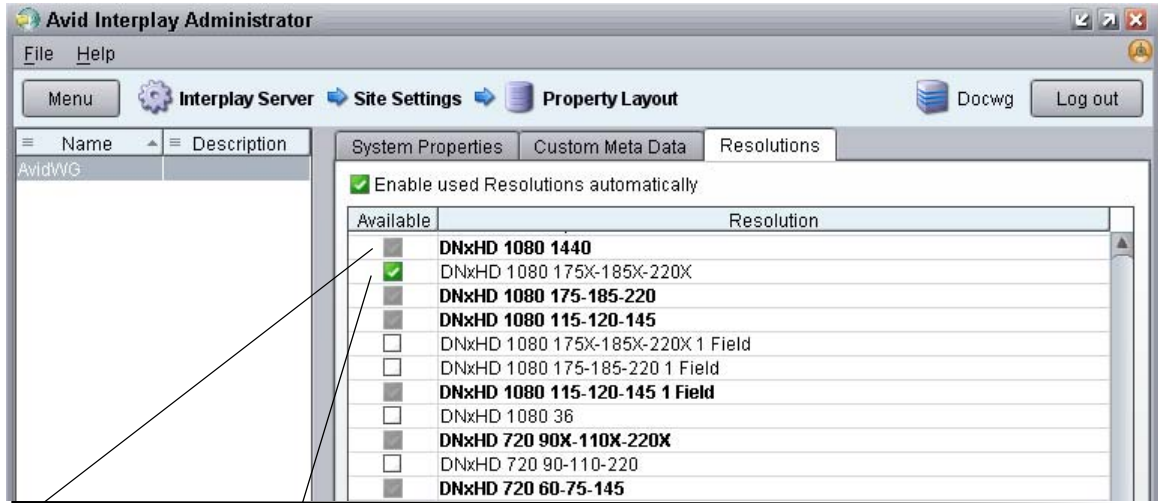 Avid Interplay Administrator
File Help
Menu Interplay Server Site Settings Property Layout Docwg Log out
Name Description
AvidWG
System Properties Custom Meta Data Resolutions
Enable used Resolutions automatically
Available Resolution
DNxHD 1080 1440
DNxHD 1080 175X-185X-220X
DNxHD 1080 175-185-220
DNxHD 1080 115-120-145
DNxHD 1080 175X-185X-220X 1 Field
DNxHD 1080 175-185-220 1 Field
DNxHD 1080 115-120-145 1 Field
DNxHD 1080 36
DNxHD 720 90X-110X-220X
DNxHD 720 90-110-220
DNxHD 720 60-75-145